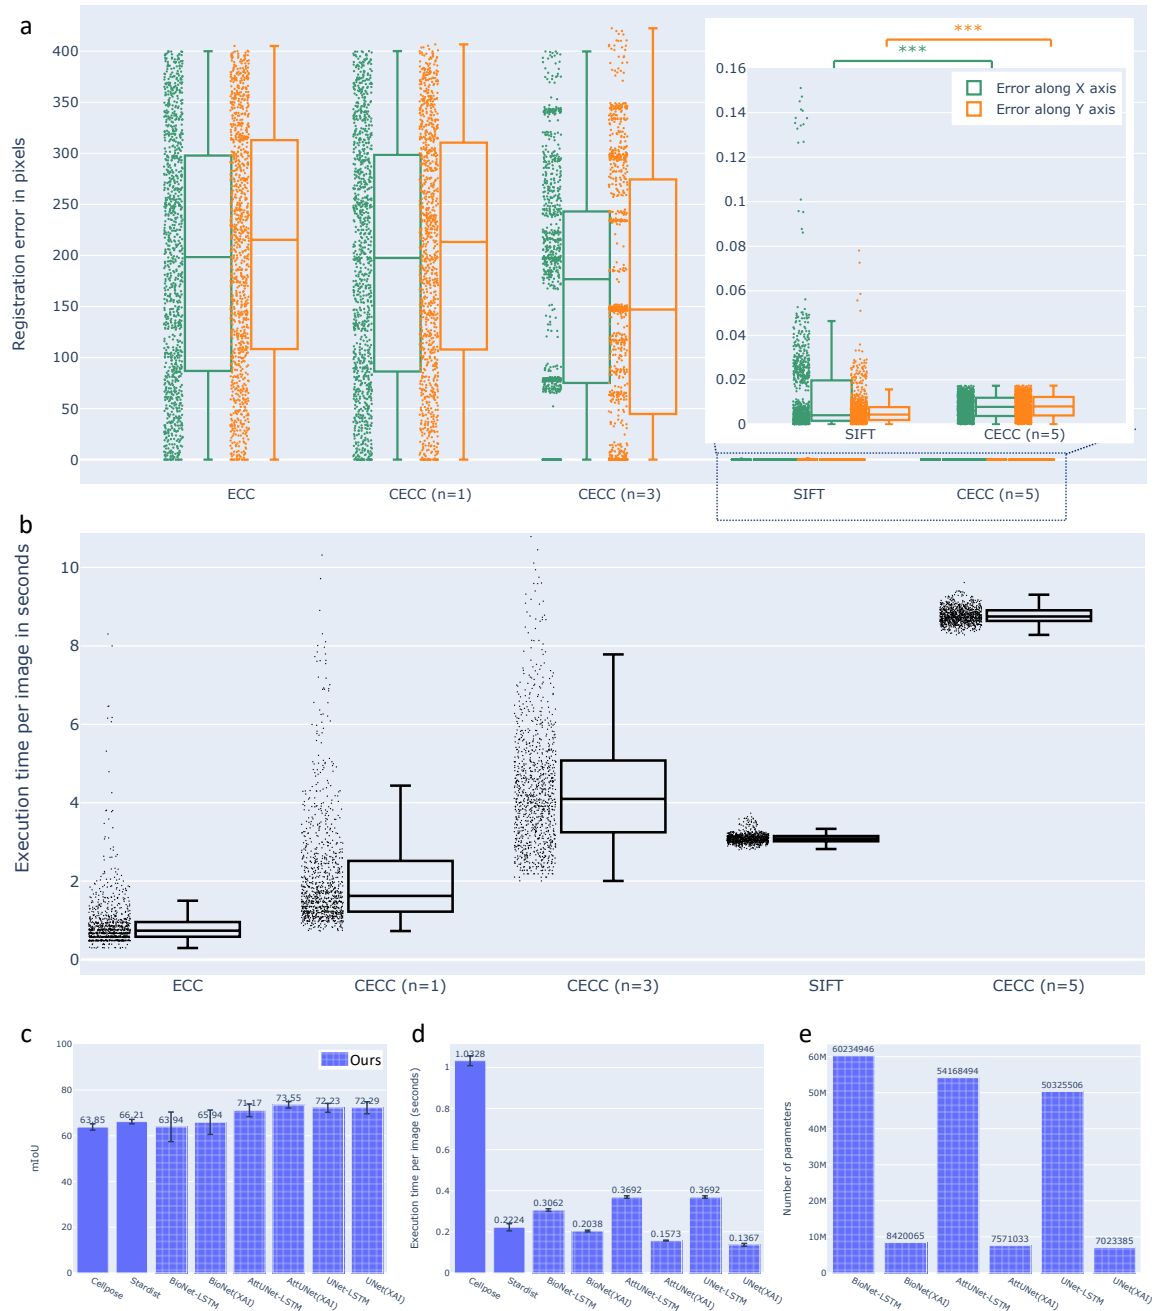 a
Registration error in pixels
400
350
300
250
200
150
100
50
0
ECC
CECC (n=1)
CECC (n=3)
SIFT
CECC (n=5)
***
***
Error along X axis
Error along Y axis
0.16
0.14
0.12
0.1
0.08
0.06
0.04
0.02
0
SIFT
CECC (n=5)
b
Execution time per image in seconds
10
8
6
4
2
0
ECC
CECC (n=1)
CECC (n=3)
SIFT
CECC (n=5)
c
mIoU
100
80
60
40
20
0
Ours
63.85
66.21
63.94
65.94
71.17
73.55
72.23
72.29
Cellpose
Stardist
BioNet-LSTM
BioNet(XAI)
AttUNet-LSTM
AttUNet(XAI)
UNet-LSTM
UNet(XAI)
d
Execution time per image (seconds)
1
0.8
0.6
0.4
0.2
0
1.0328
0.2224
0.3062
0.2038
0.3692
0.1573
0.3692
0.1367
Cellpose
Stardist
BioNet-LSTM
BioNet(XAI)
AttUNet-LSTM
AttUNet(XAI)
UNet-LSTM
UNet(XAI)
e
Number of parameters
60M
50M
40M
30M
20M
10M
0
60234946
8420065
54168494
7571033
50325506
7023385
BioNet-LSTM
BioNet(XAI)
AttUNet-LSTM
AttUNet(XAI)
UNet-LSTM
UNet(XAI)